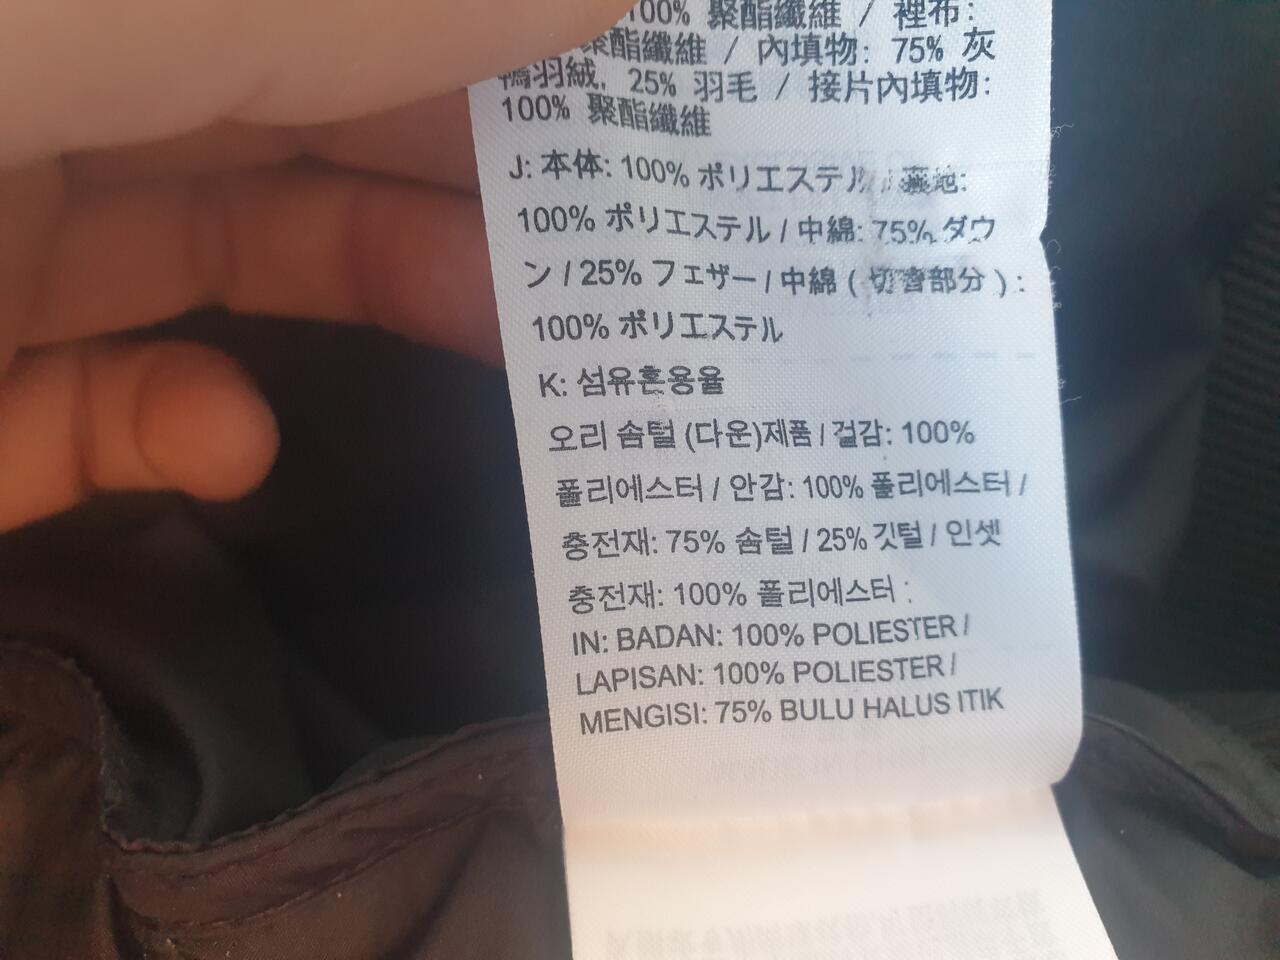 100% 聚酯纖維 / 裡布:
聚酯纖維 / 內填物: 75% 灰
鴨羽絨, 25% 羽毛 / 接片內填物:
100% 聚酯纖維
J: 本体: 100% ポリエステル / 裏地:
100% ポリエステル / 中綿: 75% ダウ
ン / 25% フェザー / 中綿 ( 切替部分 ) :
100% ポリエステル
K: 섬유혼용율
오리 솜털 (다운)제품 / 겉감: 100%
폴리에스터 / 안감: 100% 폴리에스터 /
충전재: 75% 솜털 / 25% 깃털 / 인셋
충전재: 100% 폴리에스터 :
IN: BADAN: 100% POLIESTER /
LAPISAN: 100% POLIESTER /
MENGISI: 75% BULU HALUS ITIK